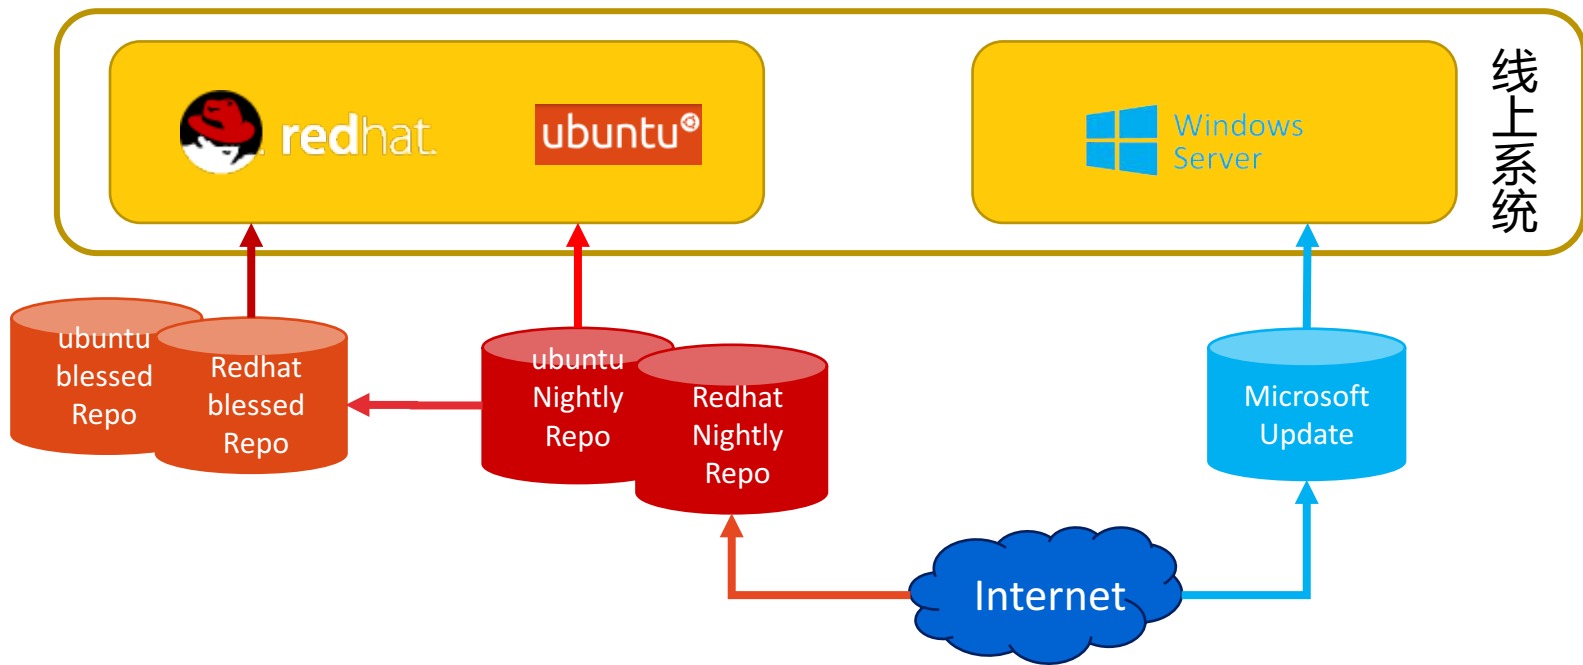 redhat.
ubuntu
Windows
Server
线上系统
ubuntu
blessed
Repo
Redhat
blessed
Repo
ubuntu
Nightly
Repo
Redhat
Nightly
Repo
Microsoft
Update
Internet